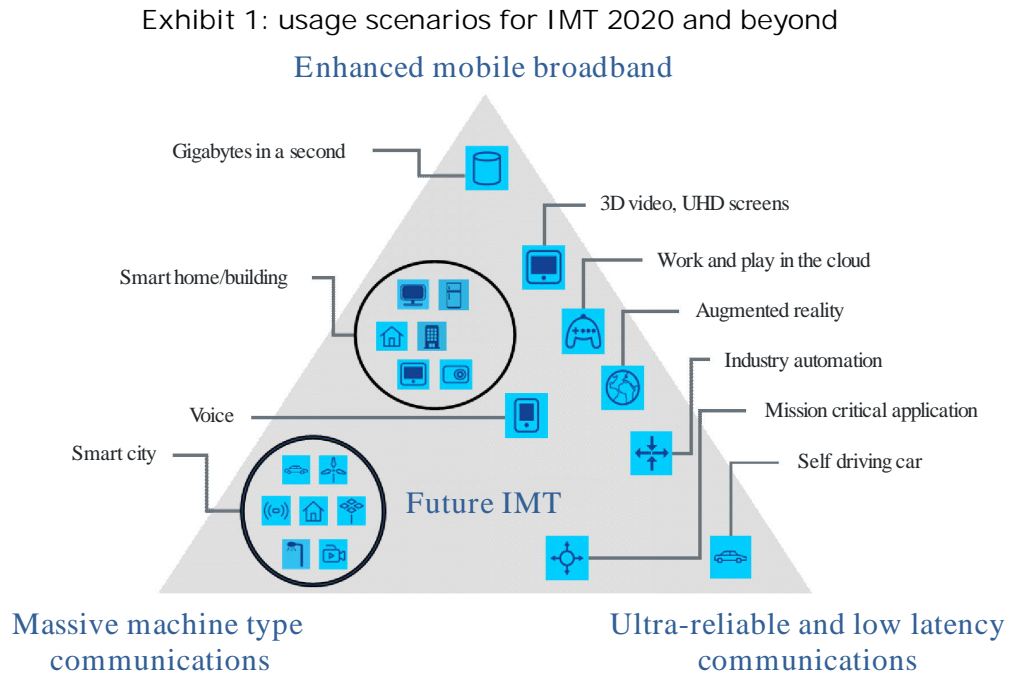 Exhibit 1: usage scenarios for IMT 2020 and beyond
Enhanced mobile broadband
Gigabytes in a second
3D video, UHD screens
Smart home/building
Work and play in the cloud
Augmented reality
Industry automation
Voice
Mission critical application
Smart city
Self driving car
Future IMT
Massive machine type
communications
Ultra-reliable and low latency
communications